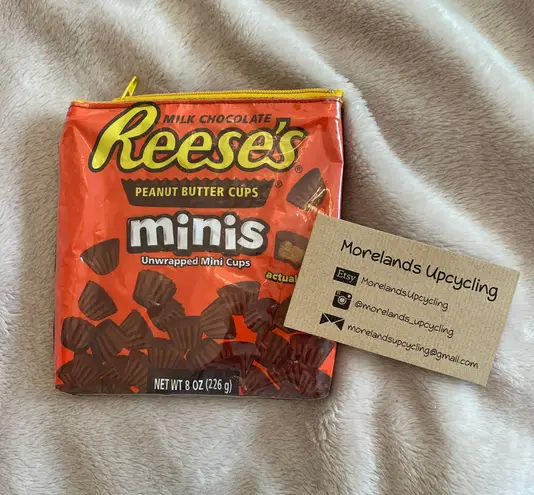 MILK CHOCOLATE
Reese's
PEANUT BUTTER CUPS
minis
Unwrapped Mini Cups
actual
NET WT 8 OZ (226 g)
Morelands Upcycling
Etsy MorelandsUpcycling
@morelands_upcycling
morelandsupcycling@gmail.com